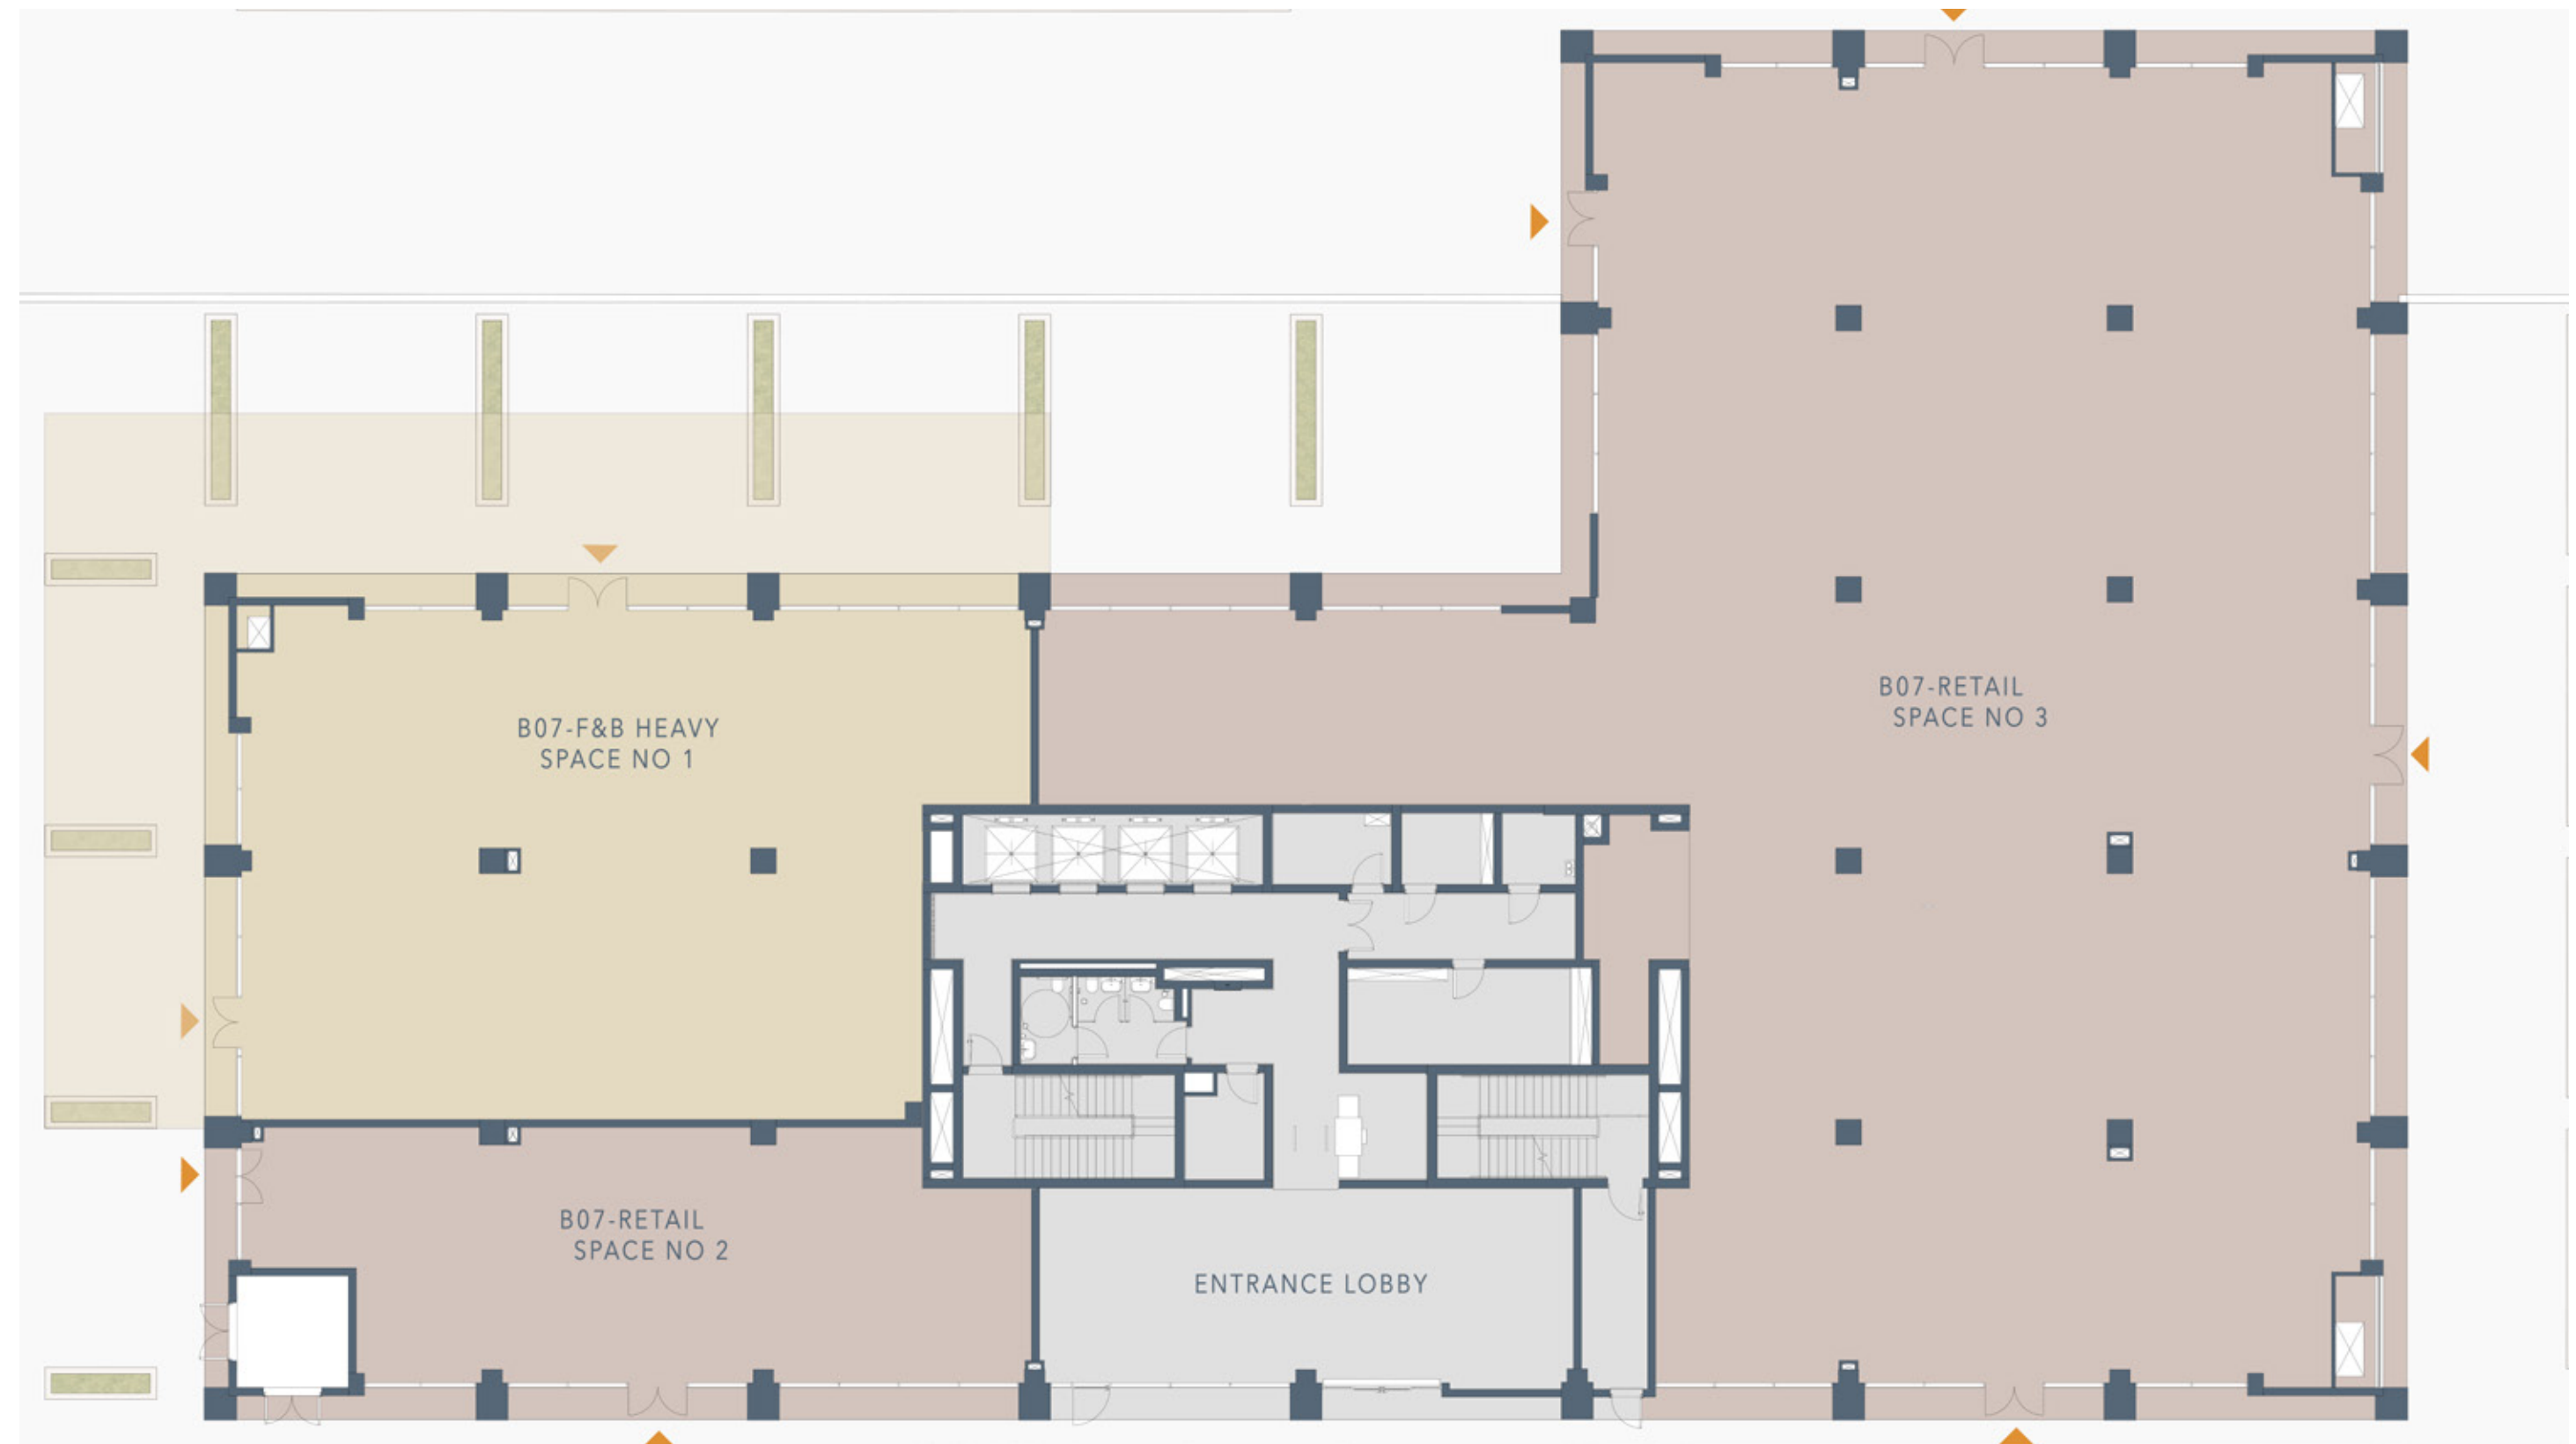 B07-RETAIL
SPACE NO 3
B07-F&B HEAVY
SPACE NO 1
B07-RETAIL
SPACE NO 2
ENTRANCE LOBBY